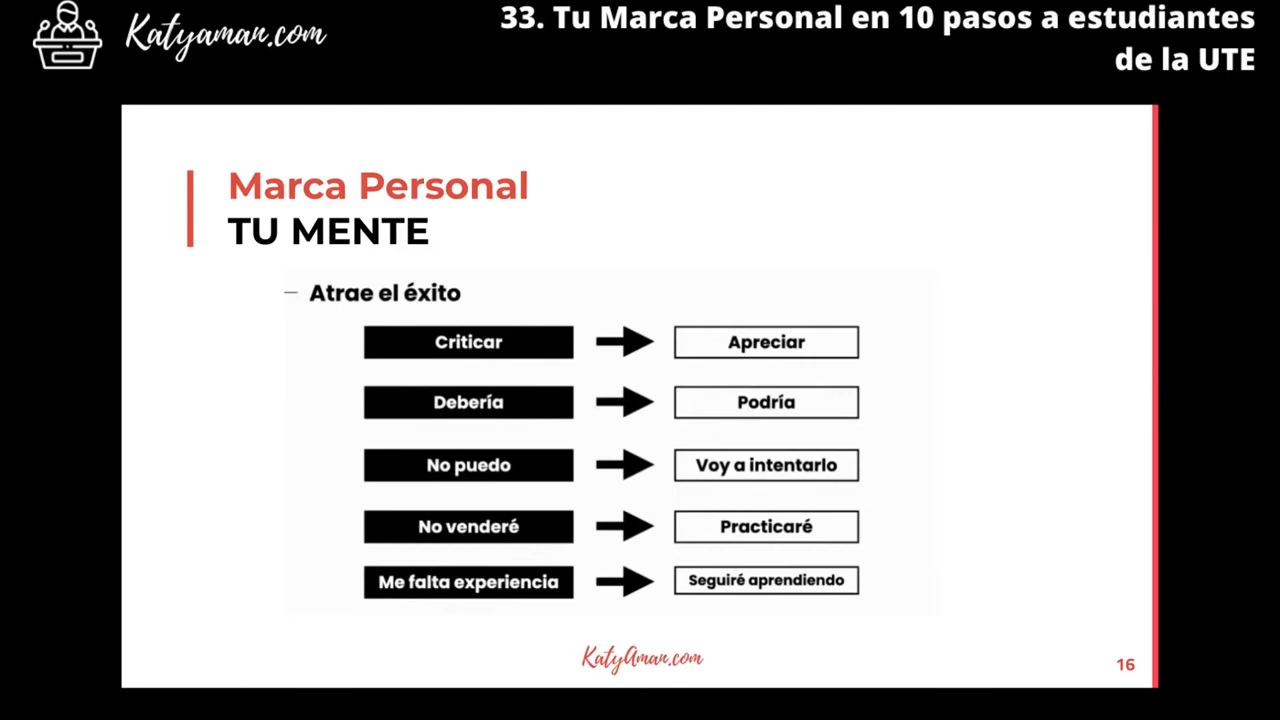 Katyaman.com
33. Tu Marca Personal en 10 pasos a estudiantes
de la UTE
Marca Personal
TU MENTE
– Atrae el éxito
Criticar
Apreciar
Debería
Podría
No puedo
Voy a intentarlo
No venderé
Practicaré
Me falta experiencia
Seguiré aprendiendo
KatyAman.com
16